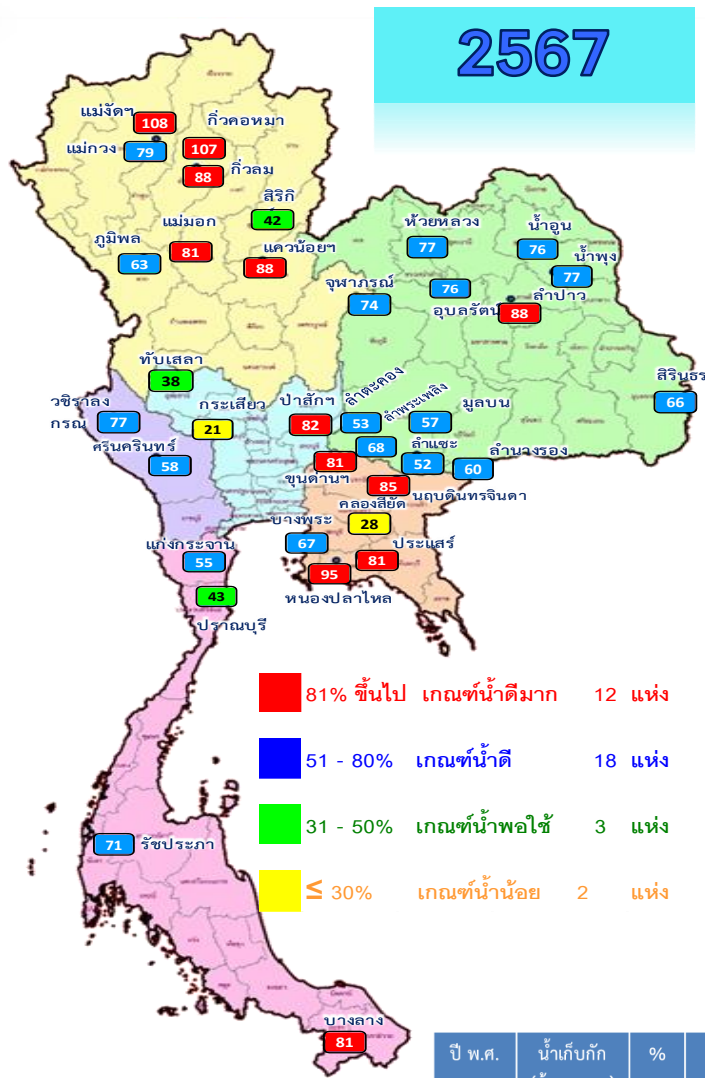 2567
แม่งัดฯ
108
กิ่วคอหมา
แม่กวง
79
107
กิ่วลม
88
สิริกิ
42
แม่มอก
81
ภูมิพล
63
แควน้อยฯ
88
ห้วยหลวง
77
น้ำอูน
76
น้ำพุง
77
จุฬาภรณ์
74
76
อุบลรัตน์
ลำปาว
88
สิรินธร
66
ทับเสลา
38
กระเสียว
21
วชิราลง
กรณ
77
ศรีนครินทร์
58
ป่าสักฯ
82
ลำตะคอง
53
ลำพระเพลิง
68
มูลบน
57
ลำแซะ
52
ลำนางรอง
60
81
ขุนด่านฯ
85
นฤบดินทรจินดา
คลองสียัด
28
บางพระ
67
ประแสร์
81
95
หนองปลาไหล
แก่งกระจาน
55
43
ปราณบุรี
81% ขึ้นไป เกณฑ์น้ำดีมาก 12 แห่ง
51 - 80% เกณฑ์น้ำดี 18 แห่ง
31 - 50% เกณฑ์น้ำพอใช้ 3 แห่ง
≤ 30% เกณฑ์น้ำน้อย 2 แห่ง
71 รัชประภา
บางลาง
81
ปี พ.ศ. น้ำเก็บกัก %